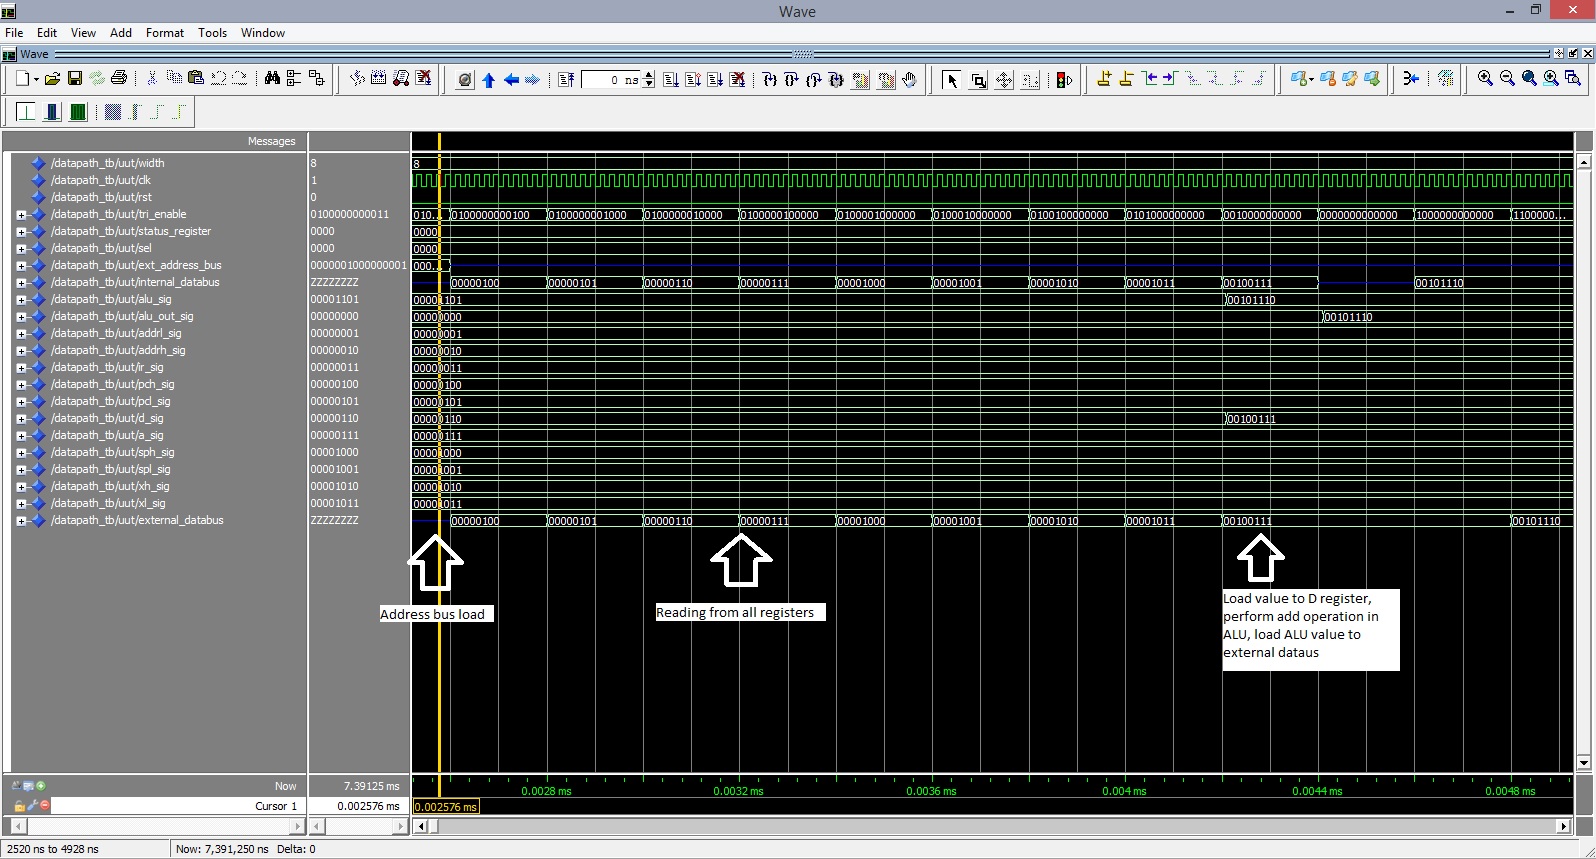 Wave
File Edit View Add Format Tools Window
Wave
0 ns
Messages
/datapath_tb/uut/width 8 8
/datapath_tb/uut/clk 1
/datapath_tb/uut/rst 0
/datapath_tb/uut/tri_enable 0100000000011 010... 0100000000100 0100000001000 0100000010000 0100000100000 0100001000000 0100010000000 0100100000000 0101000000000 0010000000000 0000000000000 1000000000000 1100000...
/datapath_tb/uut/status_register 0000 0000
/datapath_tb/uut/sel 0000 0000
/datapath_tb/uut/ext_address_bus 0000001000000001 000...
/datapath_tb/uut/internal_databus ZZZZZZZZ 00000100 00000101 00000110 00000111 00001000 00001001 00001010 00001011 00100111 00101110
/datapath_tb/uut/alu_sig 00001101 00001101 00101110
/datapath_tb/uut/alu_out_sig 00000000 00000000 00101110
/datapath_tb/uut/addrl_sig 00000001 00000001
/datapath_tb/uut/addrh_sig 00000010 00000010
/datapath_tb/uut/ir_sig 00000011 00000011
/datapath_tb/uut/pch_sig 00000100 00000100
/datapath_tb/uut/pcl_sig 00000101 00000101
/datapath_tb/uut/d_sig 00000110 00000110 00100111
/datapath_tb/uut/a_sig 00000111 00000111
/datapath_tb/uut/sph_sig 00001000 00001000
/datapath_tb/uut/spl_sig 00001001 00001001
/datapath_tb/uut/xh_sig 00001010 00001010
/datapath_tb/uut/xl_sig 00001011 00001011
/datapath_tb/uut/external_databus ZZZZZZZZ 00000100 00000101 00000110 00000111 00001000 00001001 00001010 00001011 00100111 00101110
Address bus load
Reading from all registers
Load value to D register,
perform add operation in
ALU, load ALU value to
external dataus
Now 7.39125 ms 0.0028 ms 0.0032 ms 0.0036 ms 0.004 ms 0.0044 ms 0.0048 ms
Cursor 1 0.002576 ms 0.002576 ms
2520 ns to 4928 ns Now: 7,391,250 ns Delta: 0